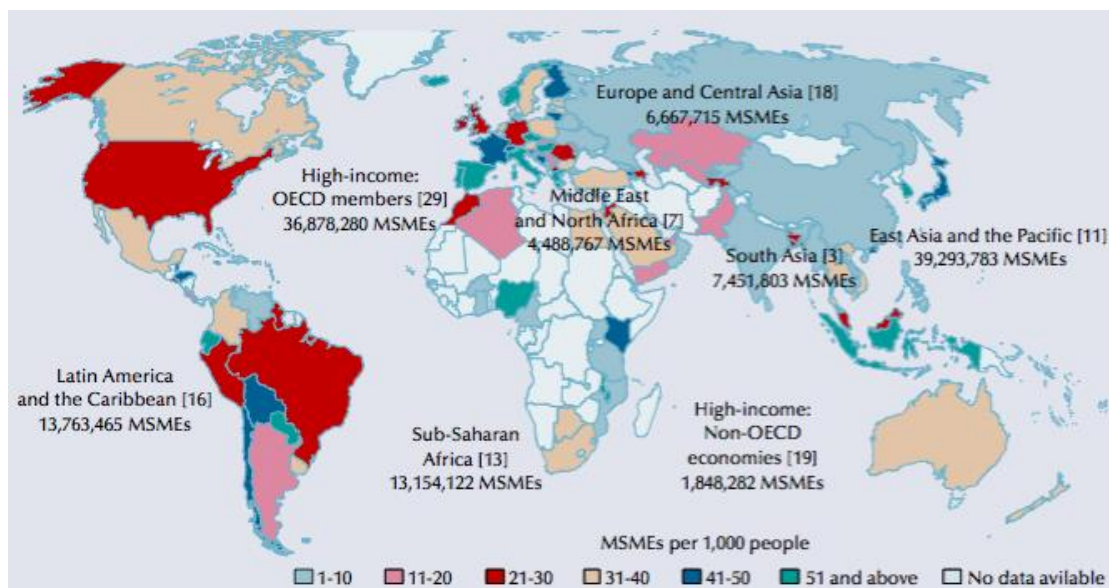 Europe and Central Asia [18]
6,667,715 MSMEs
High-income:
OECD members [29]
36,878,280 MSMEs
Middle East
and North Africa [7]
4,488,767 MSMEs
South Asia [3]
7,451,803 MSMEs
East Asia and the Pacific [11]
39,293,783 MSMEs
Latin America
and the Caribbean [16]
13,763,465 MSMEs
Sub-Saharan
Africa [13]
13,154,122 MSMEs
High-income:
Non-OECD
economies [19]
1,848,282 MSMEs
MSMEs per 1,000 people
1-10 11-20 21-30 31-40 41-50 51 and above No data avilable